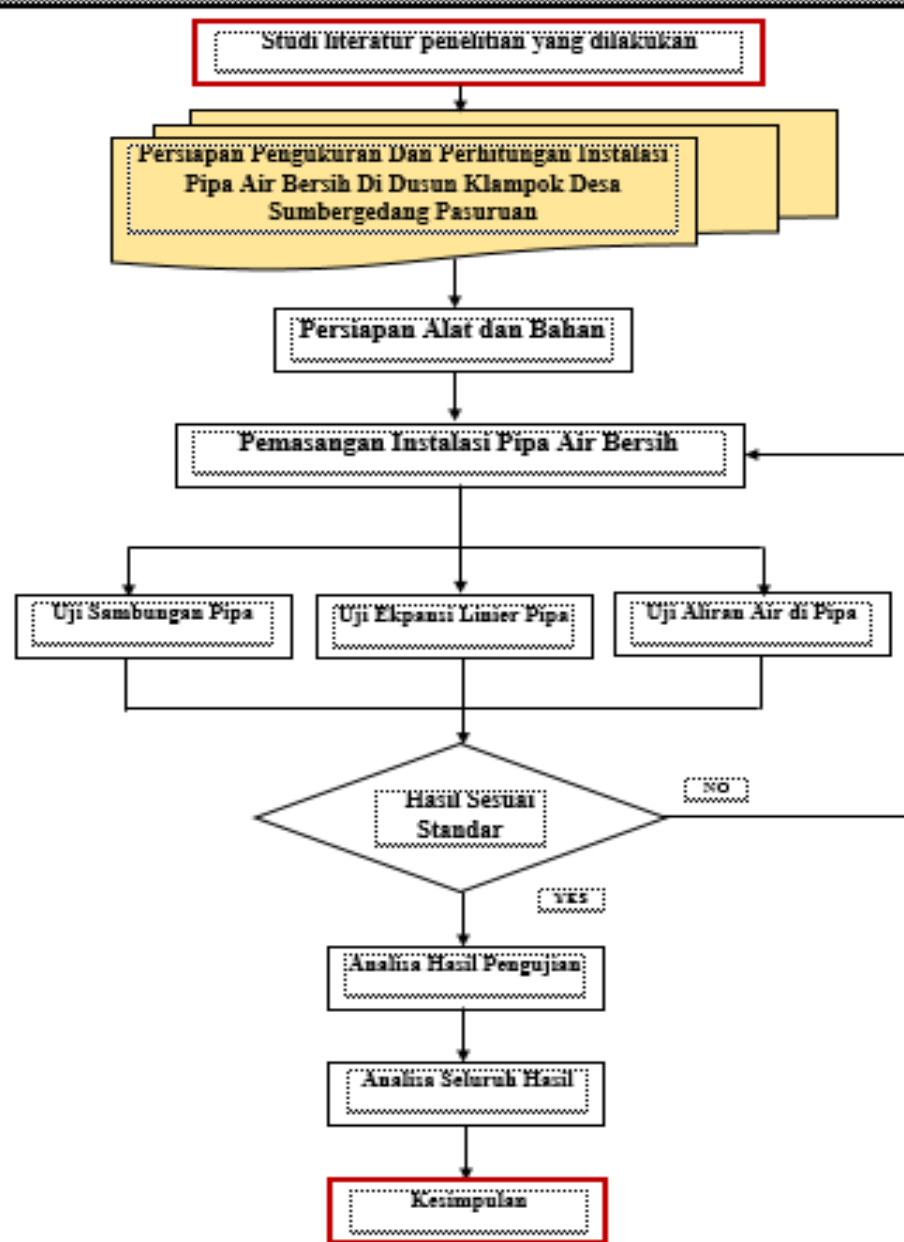 Studi literatur penelitian yang dilakukan
Persiapan Pengukuran Dan Perhitungan Instalasi
Pipa Air Bersih Di Dusun Klampok Desa
Sumbergedang Pasuruan
Persiapan Alat dan Bahan
Pemasangan Instalasi Pipa Air Bersih
Uji Sambungan Pipa
Uji Ekpansi Linier Pipa
Uji Aliran Air di Pipa
Hasil Sesuai
Standar
NO
YES
Analisa Hasil Pengujian
Analisa Seluruh Hasil
Kesimpulan